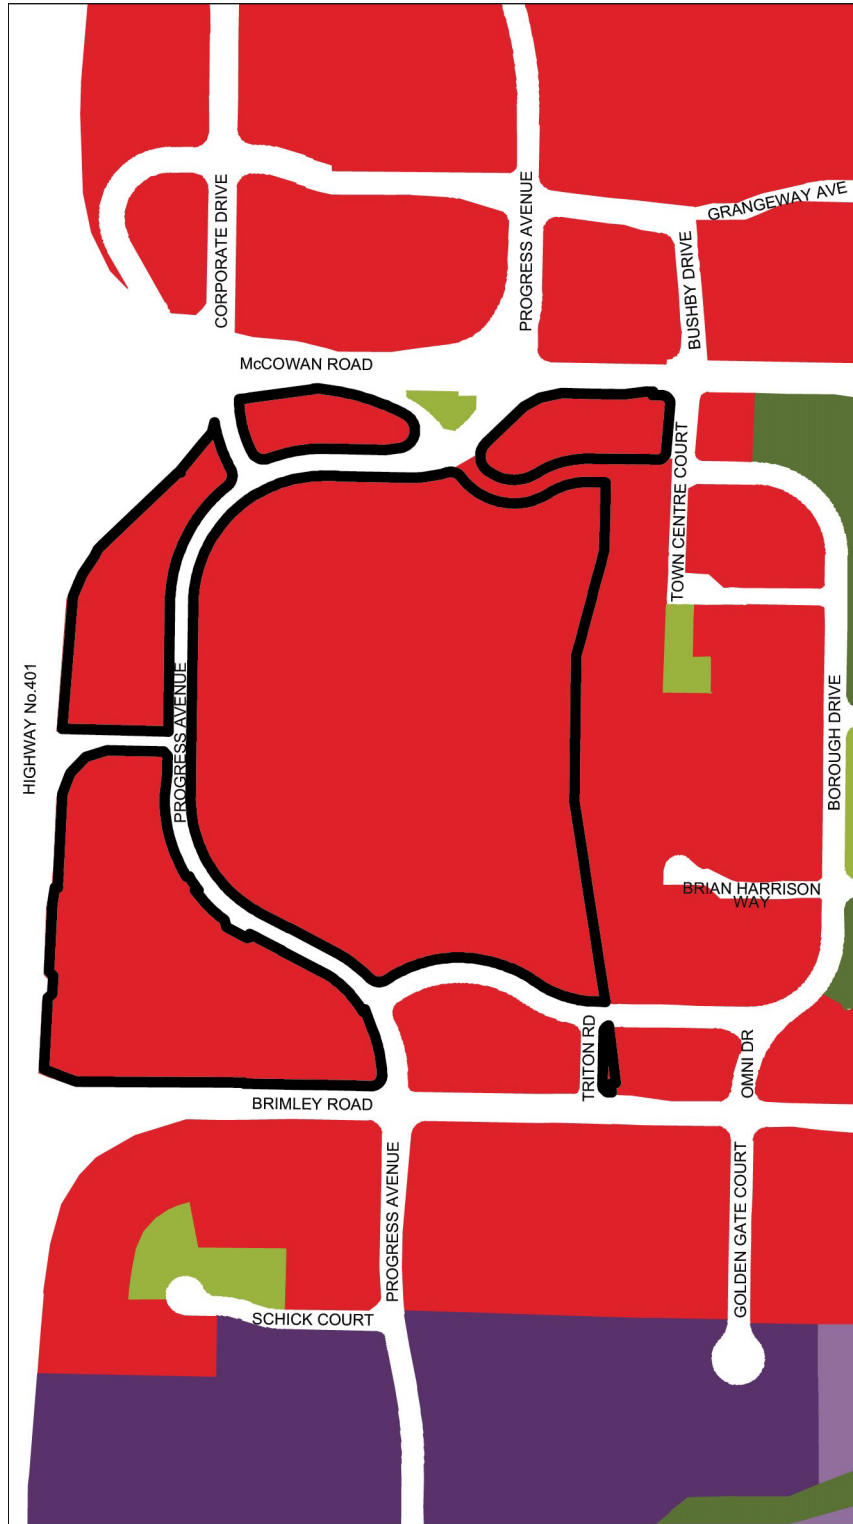 GRANGEWAY AVE
CORPORATE DRIVE
PROGRESS AVENUE
BUSHBY DRIVE
McCOWAN ROAD
TOWN CENTRE COURT
HIGHWAY No.401
PROGRESS AVENUE
BOROUGH DRIVE
BRIAN HARRISON
WAY
TRITON RD
OMNI DR
BRIMLEY ROAD
PROGRESS AVENUE
GOLDEN GATE COURT
SCHICK COURT